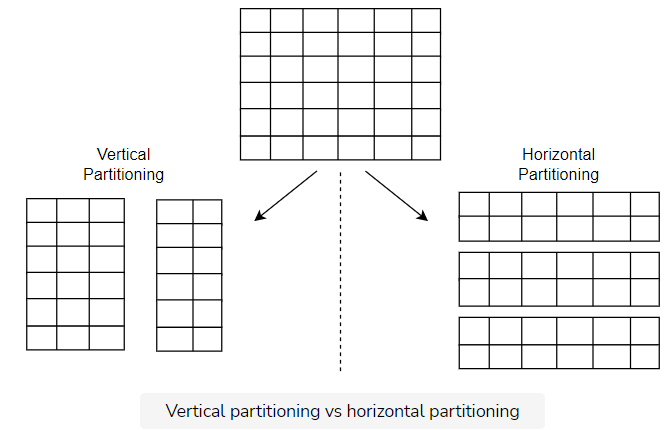 Vertical
Partitioning
Horizontal
Partitioning
Vertical partitioning vs horizontal partitioning